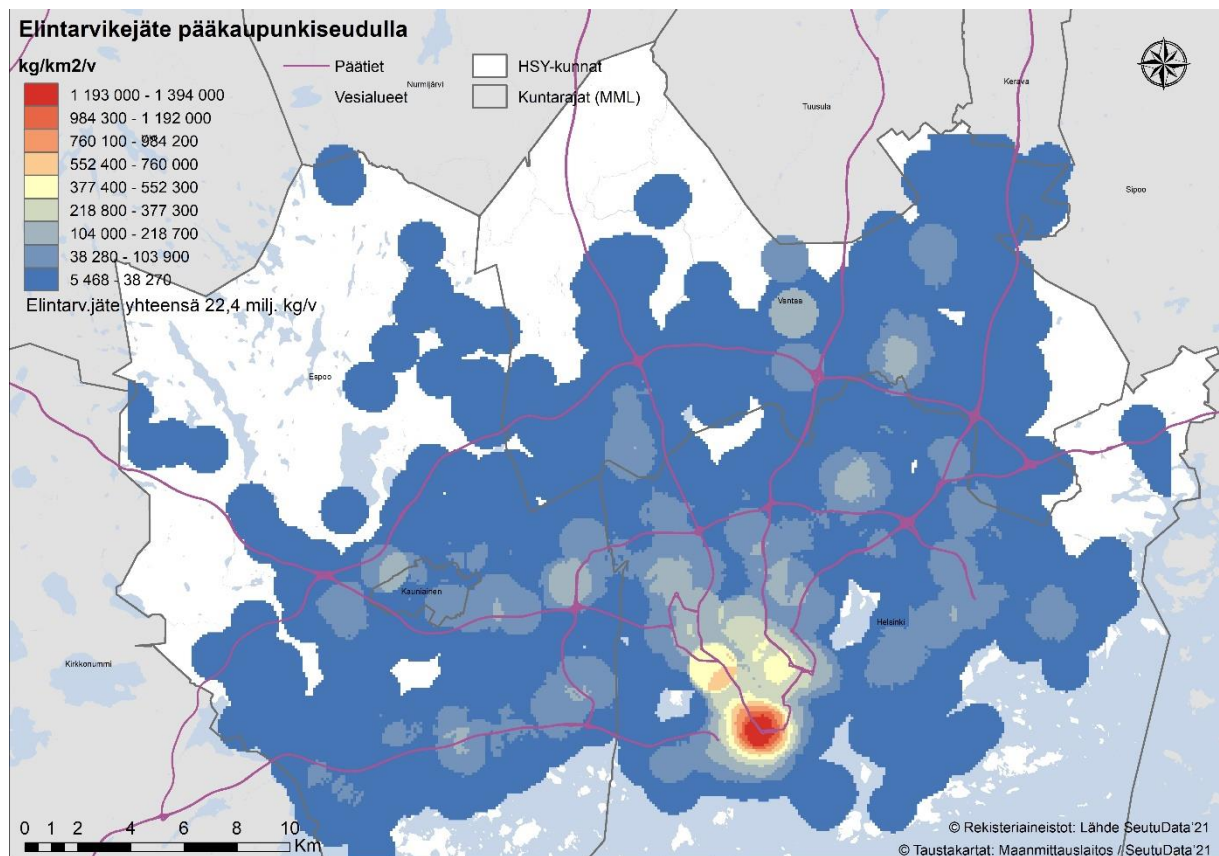 Elintarvikejäte pääkaupunkiseudulla
kg/km2/v
1 193 000 - 1 394 000
984 300 - 1 192 000
760 100 - 984 200
552 400 - 760 000
377 400 - 552 300
218 800 - 377 300
104 000 - 218 700
38 280 - 103 900
5 468 - 38 270
Elintarv.jäte yhteensä 22,4 milj. kg/v
Päätiet
Vesialueet
HSY-kunnat
Kuntarajat (MML)
Nurmijärvi
Tuusula
Kerava
Sipoo
Vantaa
Espoo
Kauniainen
Helsinki
Kirkkonummi
0 1 2 4 6 8 10
Km
© Rekisteriaineistot: Lähde SeutuData'21
© Taustakartat: Maanmittauslaitos / SeutuData'21